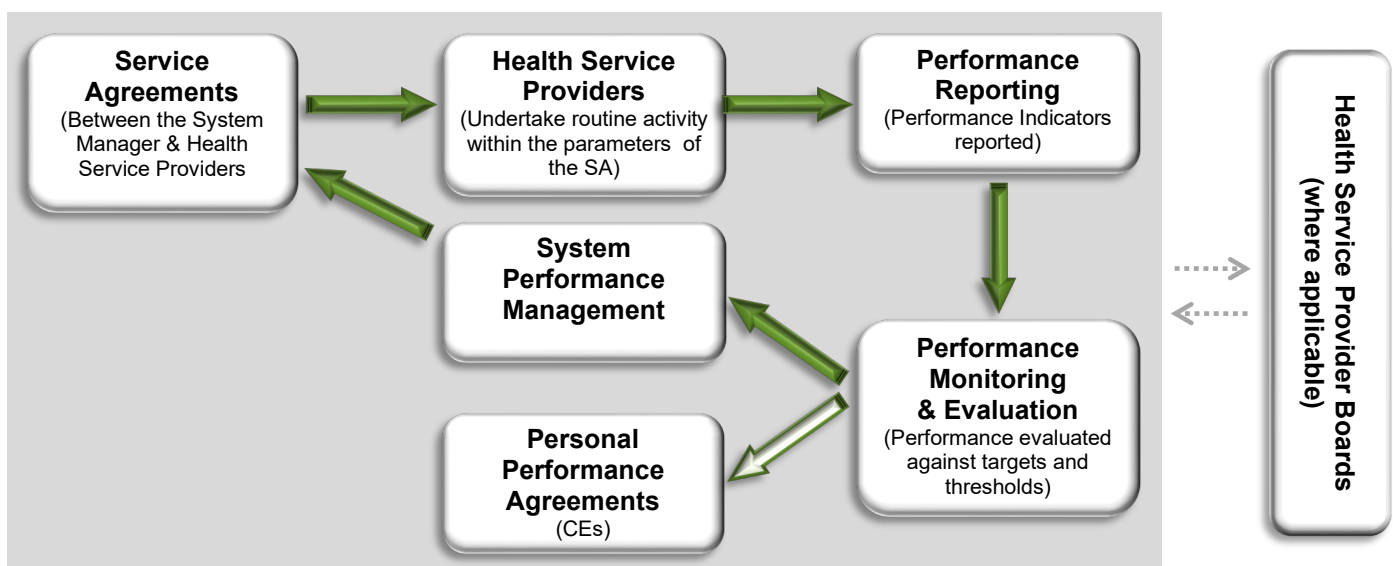 Service
Agreements
(Between the System
Manager & Health
Service Providers
Health Service
Providers
(Undertake routine activity
within the parameters of
the SA)
Performance
Reporting
(Performance Indicators
reported)
System
Performance
Management
Performance
Monitoring
& Evaluation
(Performance evaluated
against targets and
thresholds)
Personal
Performance
Agreements
(CEs)
Health Service Provider Boards
(where applicable)